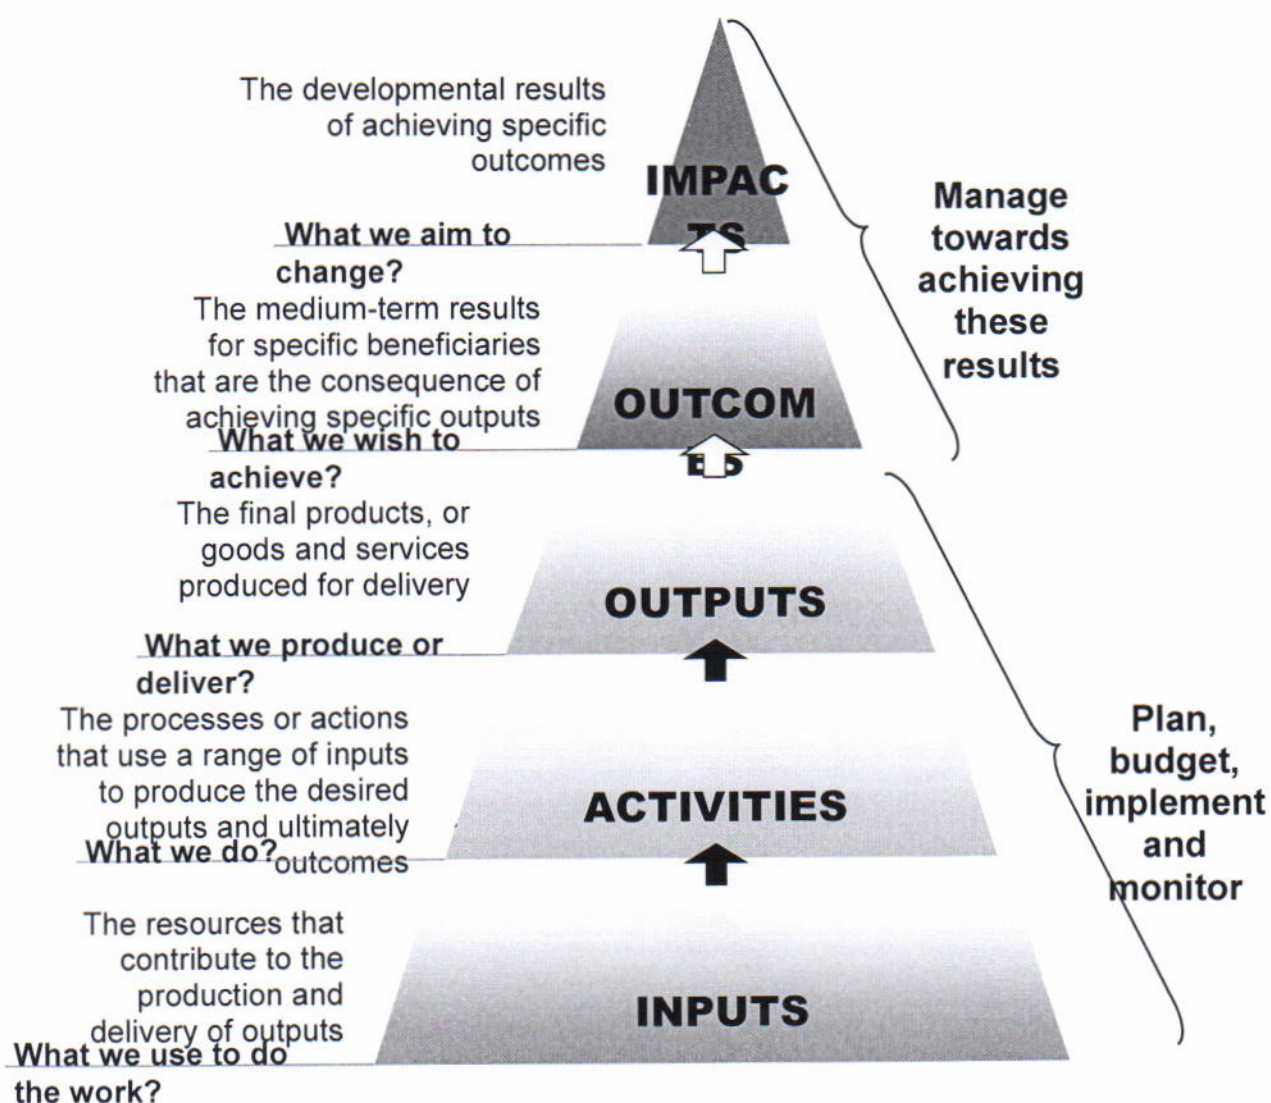 The developmental results
of achieving specific
outcomes
IMPAC
TS
What we aim to
change?
Manage
towards
achieving
these
results
The medium-term results
for specific beneficiaries
that are the consequence of
achieving specific outputs
OUTCOM
ES
What we wish to
achieve?
The final products, or
goods and services
produced for delivery
OUTPUTS
What we produce or
deliver?
The processes or actions
that use a range of inputs
to produce the desired
outputs and ultimately
outcomes
ACTIVITIES
What we do?
Plan,
budget,
implement
and
monitor
The resources that
contribute to the
production and
delivery of outputs
INPUTS
What we use to do
the work?